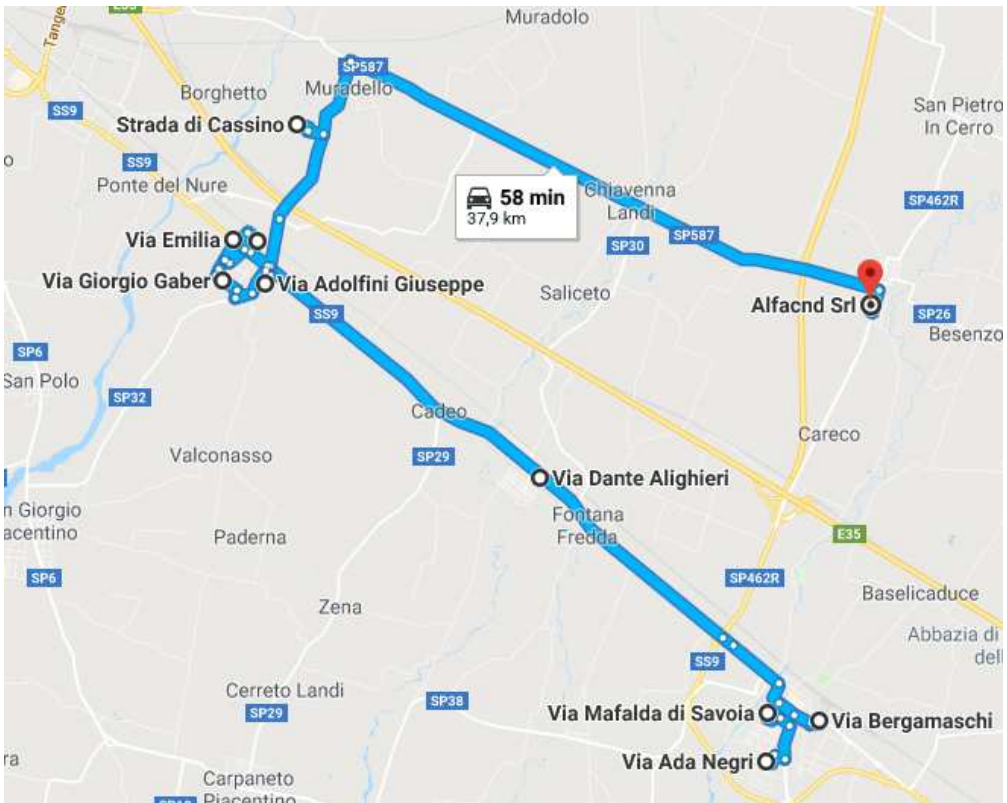 E35
Muradolo
Tange
SP587
Muradello
Borghetto
SS9
Strada di Cassino
San Pietro
In Cerro
SS9
Ponte del Nure
58 min
37,9 km
Chiavenna
Landi
SP462R
SP587
Via Emilia
SP30
Via Giorgio Gaber
Via Adolfini Giuseppe
Saliceto
Alfacnd Srl
SS9
SP26
Besenzo
SP6
San Polo
SP32
Cadeo
Careco
SP29
Valconasso
Via Dante Alighieri
n Giorgio
acentino
Fontana
Fredda
Paderna
E35
SP6
SP462R
Baselicaduce
Zena
Abbazia di
dell
SS9
Cerreto Landi
SP38
SP29
Via Mafalda di Savoia
Via Bergamaschi
Via Ada Negri
ra
Carpaneto
Piacentino